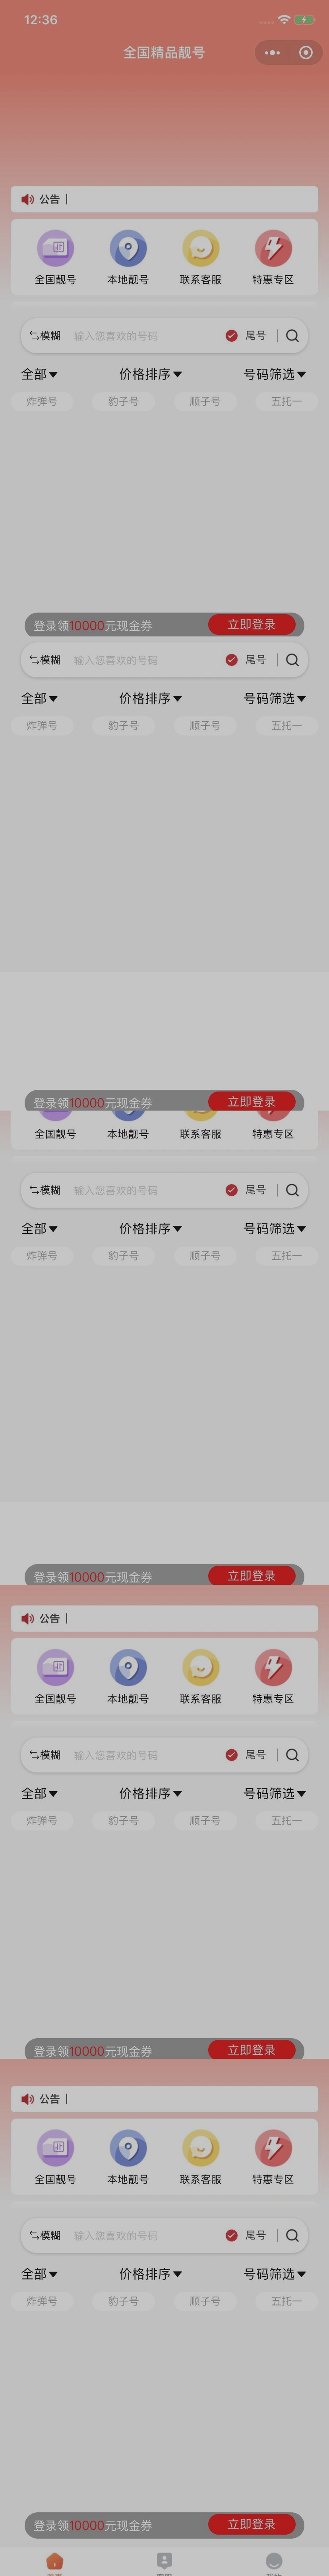 12:36
全国精品靓号
公告
全国靓号 本地靓号 联系客服 特惠专区
模糊 输入您喜欢的号码 尾号
全部 价格排序 号码筛选
炸弹号 豹子号 顺子号 五托一
登录领10000元现金券 立即登录
模糊 输入您喜欢的号码 尾号
全部 价格排序 号码筛选
炸弹号 豹子号 顺子号 五托一
登录领10000元现金券 立即登录
全国靓号 本地靓号 联系客服 特惠专区
模糊 输入您喜欢的号码 尾号
全部 价格排序 号码筛选
炸弹号 豹子号 顺子号 五托一
登录领10000元现金券 立即登录
公告
全国靓号 本地靓号 联系客服 特惠专区
模糊 输入您喜欢的号码 尾号
全部 价格排序 号码筛选
炸弹号 豹子号 顺子号 五托一
登录领10000元现金券 立即登录
公告
全国靓号 本地靓号 联系客服 特惠专区
模糊 输入您喜欢的号码 尾号
全部 价格排序 号码筛选
炸弹号 豹子号 顺子号 五托一
登录领10000元现金券 立即登录